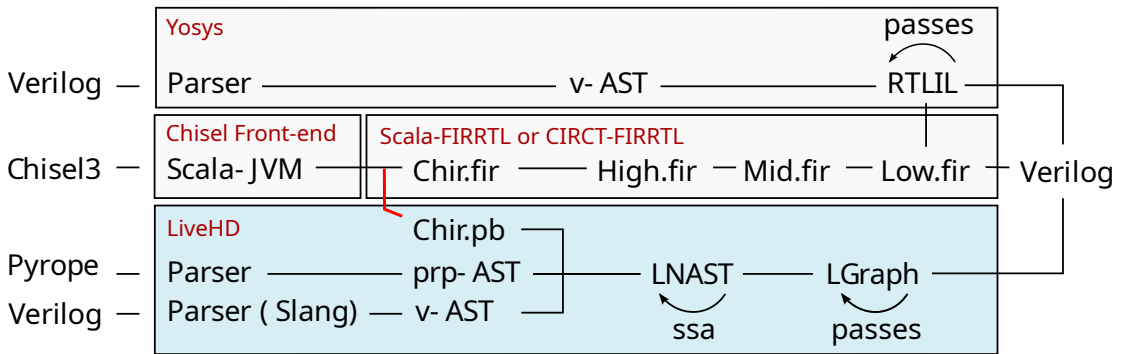 Yosys
passes
Verilog
Parser
v- AST
RTLIL
Chisel Front-end
Scala-FIRRTL or CIRCT-FIRRTL
Chisel3
Scala- JVM
Chir.fir
High.fir
Mid.fir
Low.fir
Verilog
LiveHD
Chir.pb
Pyrope
Parser
prp- AST
LNAST
LGraph
Verilog
Parser ( Slang)
v- AST
ssa
passes